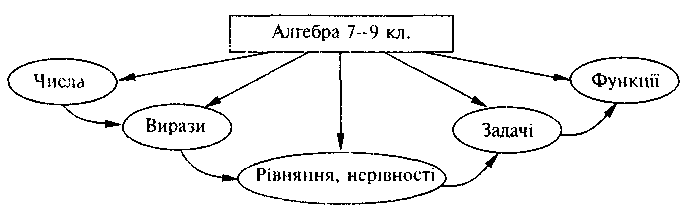 Алгебра 7–9 кл.
Числа
Функції
Вирази
Задачі
Рівняння, нерівності